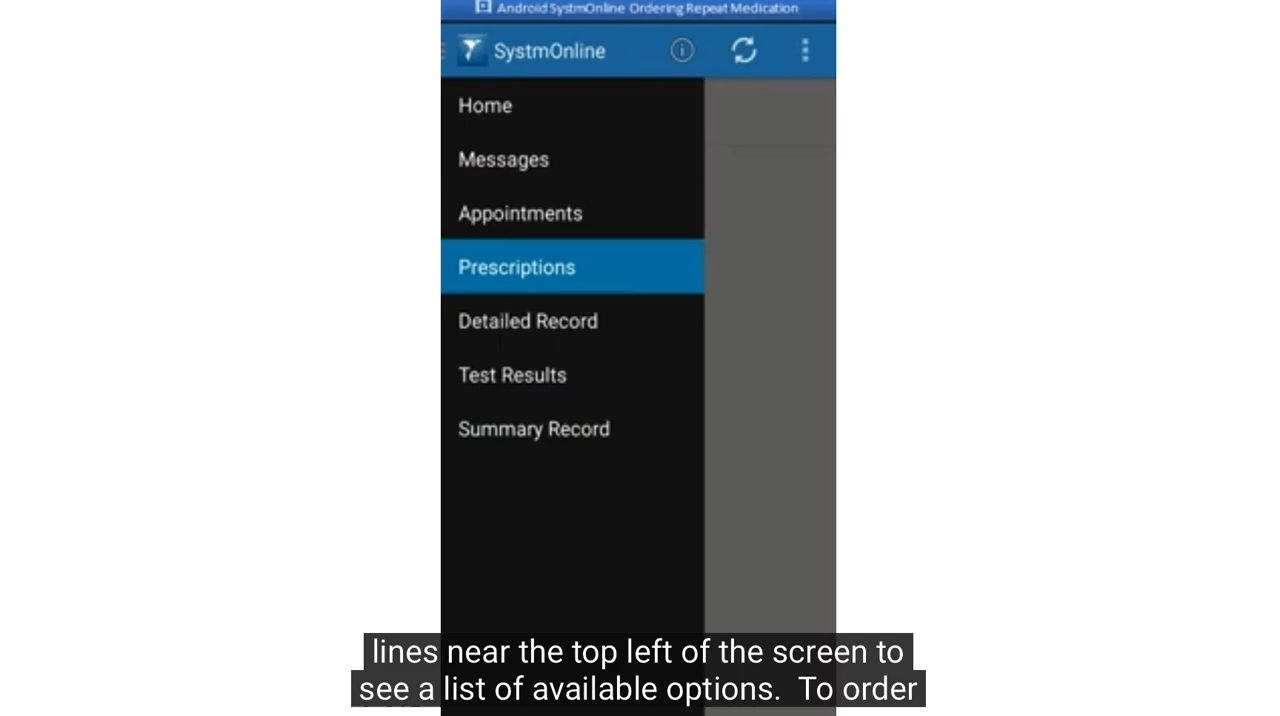 Android SystmOnline Ordering Repeat Medication
SystmOnline
Home
Messages
Appointments
Prescriptions
Detailed Record
Test Results
Summary Record
lines near the top left of the screen to
see a list of available options.  To order